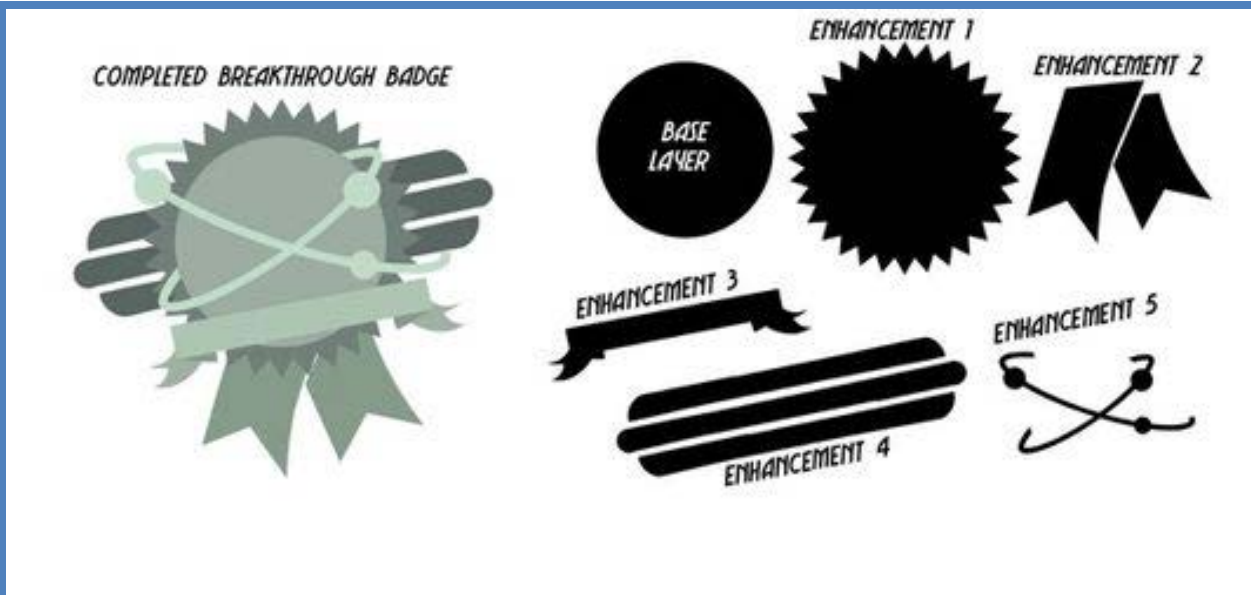 COMPLETED BREAKTHROUGH BADGE
BASE
LAYER
ENHANCEMENT 1
ENHANCEMENT 2
ENHANCEMENT 3
ENHANCEMENT 4
ENHANCEMENT 5